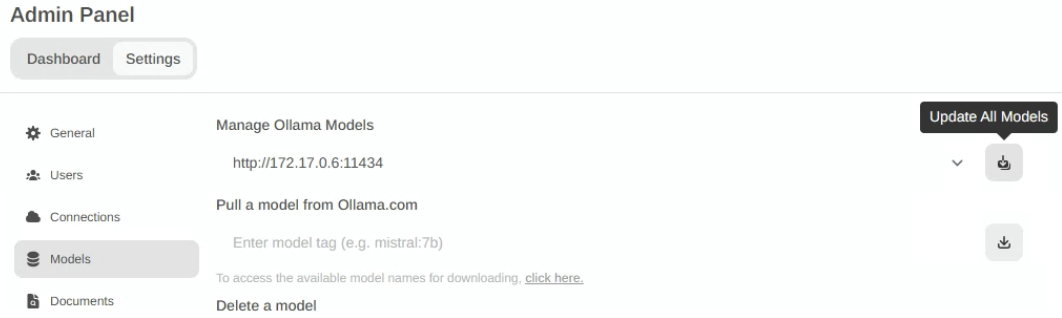 Admin Panel
Dashboard Settings
General
Users
Connections
Models
Documents
Manage Ollama Models
Update All Models
http://172.17.0.6:11434
Pull a model from Ollama.com
Enter model tag (e.g. mistral:7b)
To access the available model names for downloading, click here.
Delete a model